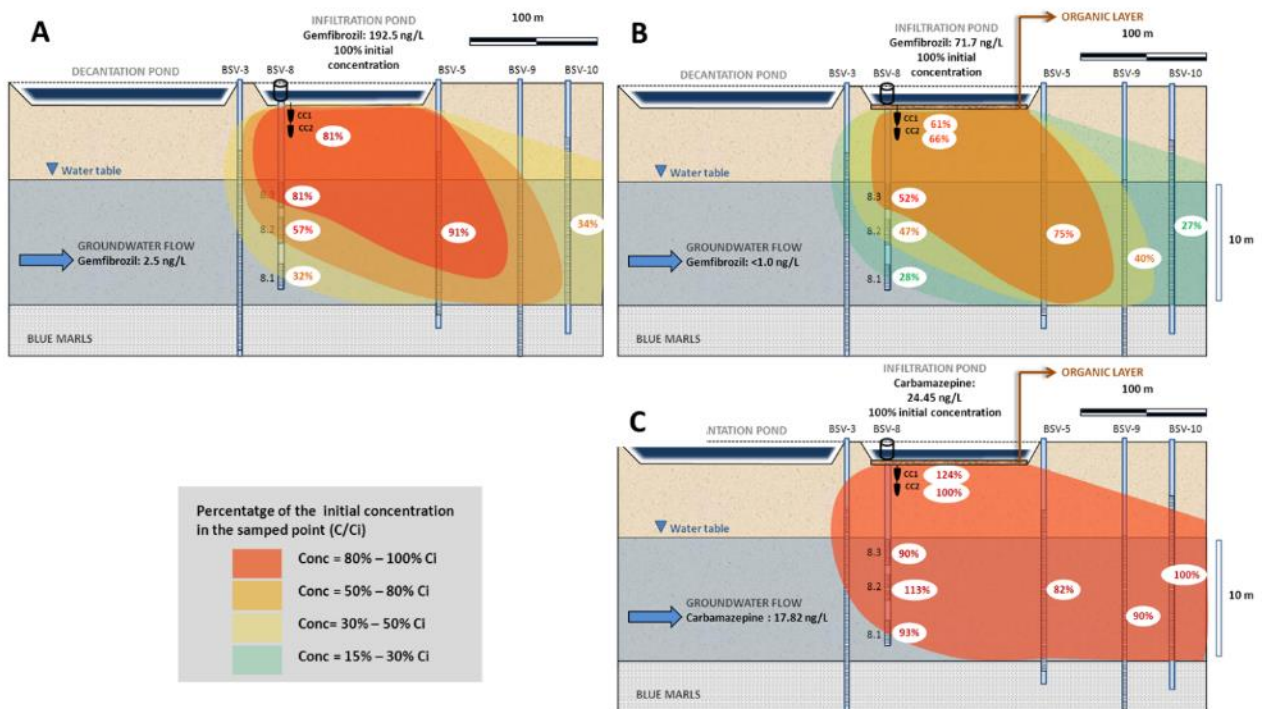 A
INFILTRATION POND
Gemfibrozil: 192.5 ng/L
100% initial
concentration
100 m
DECANTATION POND
BSV-3
BSV-8
BSV-5
BSV-9
BSV-10
CC1
CC2
81%
Water table
8.3
81%
8.2
57%
91%
34%
GROUNDWATER FLOW
Gemfibrozil: 2.5 ng/L
8.1
32%
BLUE MARLS
B
ORGANIC LAYER
INFILTRATION POND
Gemfibrozil: 71.7 ng/L
100% initial
concentration
100 m
DECANTATION POND
BSV-3
BSV-8
BSV-5
BSV-9
BSV-10
CC1
61%
CC2
66%
Water table
8.3
52%
8.2
47%
75%
27%
GROUNDWATER FLOW
Gemfibrozil: <1.0 ng/L
40%
8.1
28%
10 m
BLUE MARLS
C
ORGANIC LAYER
INFILTRATION POND
Carbamazepine:
24.45 ng/L
100% initial concentration
100 m
NTATION POND
BSV-3
BSV-8
BSV-5
BSV-9
BSV-10
CC1
124%
CC2
100%
Water table
8.3
90%
100%
8.2
113%
82%
GROUNDWATER FLOW
Carbamazepine : 17.82 ng/L
90%
8.1
93%
10 m
BLUE MARLS
Percentatge of the initial concentration
in the samped point (C/Ci)
Conc = 80% – 100% Ci
Conc = 50% – 80% Ci
Conc= 30% – 50% Ci
Conc = 15% – 30% Ci